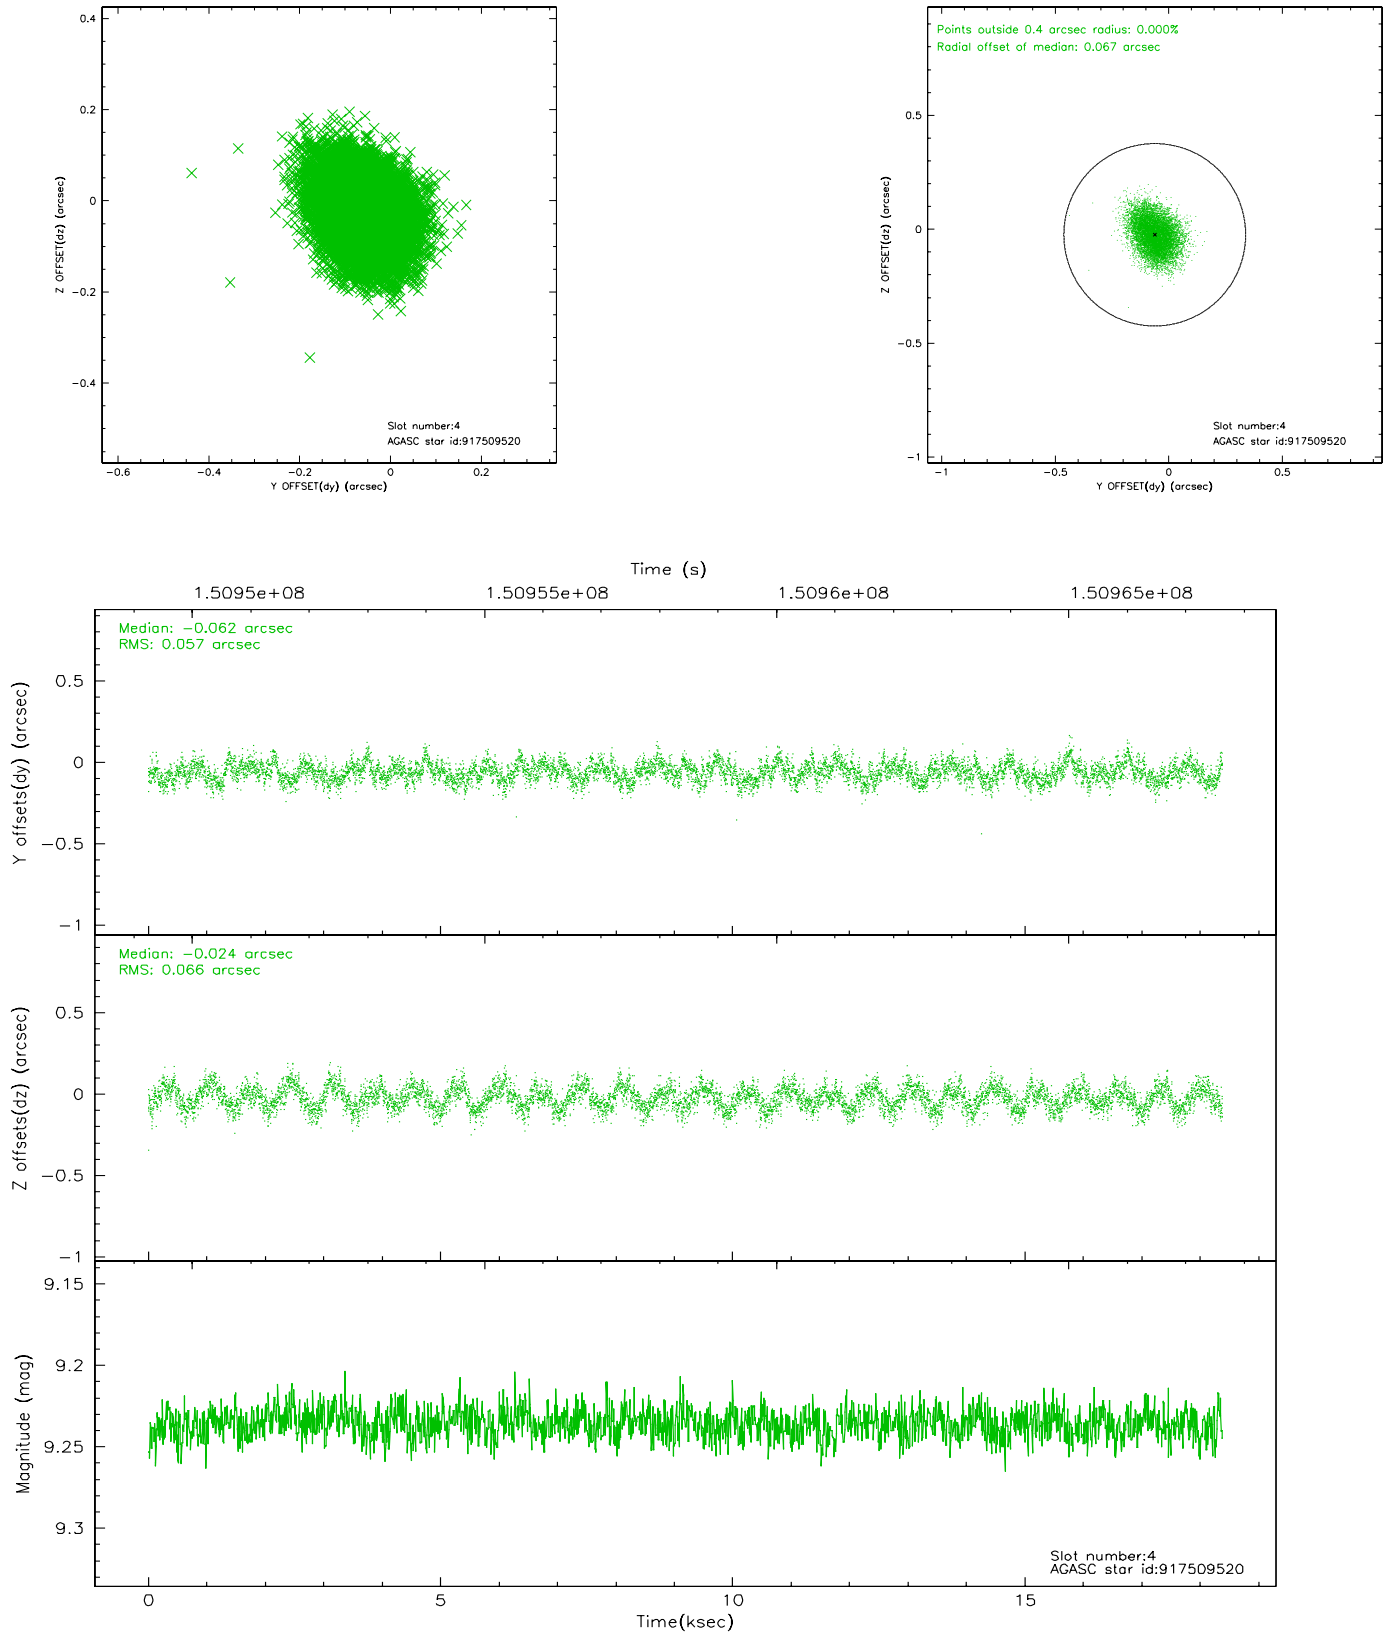 0.4
0.2
0
−0.2
−0.4
Z OFFSET(dz) (arcsec)
Slot number:4
AGASC star id:917509520
−0.6
−0.4
−0.2
0
0.2
Y OFFSET(dy) (arcsec)
Points outside 0.4 arcsec radius: 0.000%
Radial offset of median: 0.067 arcsec
0.5
0
−0.5
−1
Z OFFSET(dz) (arcsec)
Slot number:4
AGASC star id:917509520
−1
−0.5
0
0.5
Y OFFSET(dy) (arcsec)
Time (s)
1.5095e+08
1.50955e+08
1.5096e+08
1.50965e+08
Median: −0.062 arcsec
RMS: 0.057 arcsec
0.5
0
−0.5
−1
Y offsets(dy) (arcsec)
Median: −0.024 arcsec
RMS: 0.066 arcsec
0.5
0
−0.5
−1
Z offsets(dz) (arcsec)
9.15
9.2
9.25
9.3
Magnitude (mag)
Slot number:4
AGASC star id:917509520
0
5
10
15
Time(ksec)